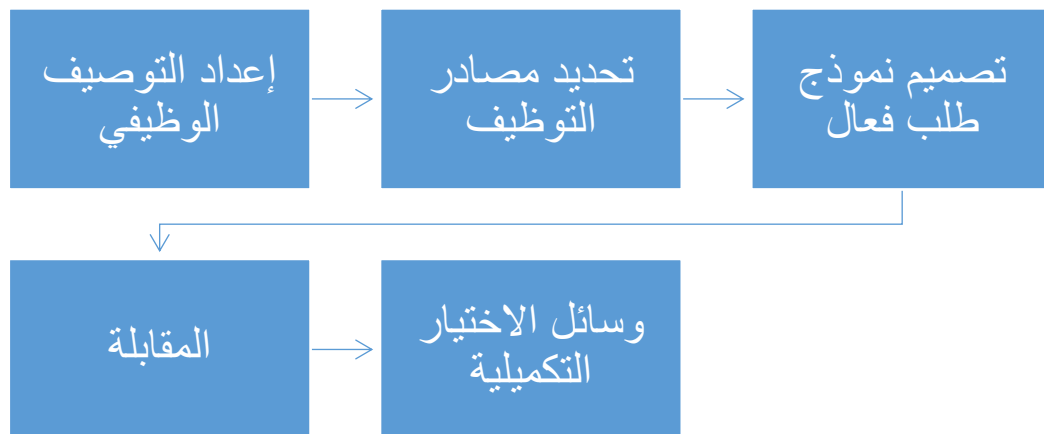 إعداد التوصيف
الوظيفي
تحديد مصادر
التوظيف
تصميم نموذج
طلب فعال
المقابلة
وسائل الاختيار
التكميلية